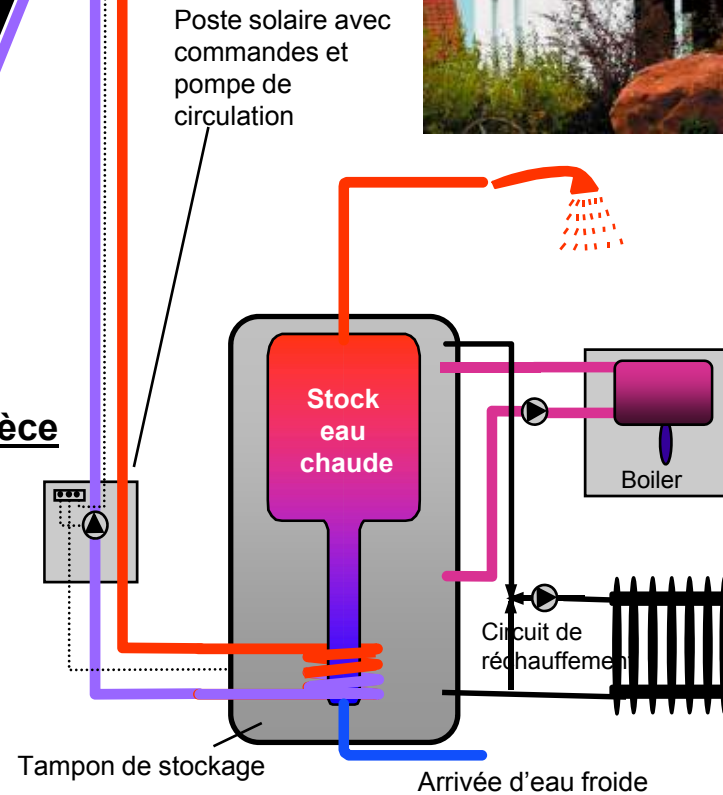 Poste solaire avec
commandes et
pompe de
circulation
Stock
eau
chaude
èce
Boiler
Circuit de
réchauffement
Tampon de stockage
Arrivée d'eau froide